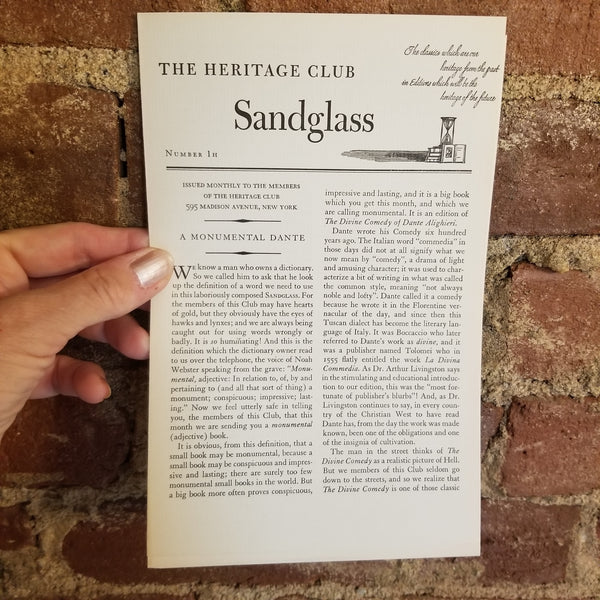 The classics which are our
heritage from the past
in Editions which will be the
heritage of the future
THE HERITAGE CLUB
Sandglass
NUMBER 1H
ISSUED MONTHLY TO THE MEMBERS
OF THE HERITAGE CLUB
595 MADISON AVENUE, NEW YORK
A MONUMENTAL DANTE
WE know a man who owns a dictionary.
So we called him to ask that he look
up the definition of a word we need to use
in this laboriously composed SANDGLASS. For
the members of this Club may have hearts
of gold, but they obviously have the eyes of
hawks and lynxes; and we are always being
caught out for using words wrongly or
badly. It is so humiliating! And this is the
definition which the dictionary owner read
to us over the telephone, the voice of Noah
Webster speaking from the grave: "Monu-
mental, adjective: In relation to, of, by and
pertaining to (and all that sort of thing) a
monument; conspicuous; impressive; last-
ing." Now we feel utterly safe in telling
you, the members of this Club, that this
month we are sending you a monumental
(adjective) book.
It is obvious, from this definition, that a
small book may be monumental, because a
small book may be conspicuous and impres-
sive and lasting; there are surely too few
monumental small books in the world. But
a big book more often proves conspicuous,
impressive and lasting, and it is a big book
which you get this month, and which we
are calling monumental. It is an edition of
The Divine Comedy of Dante Alighieri.
Dante wrote his Comedy six hundred
years ago. The Italian word "commedia" in
those days did not at all signify what we
now mean by "comedy", a drama of light
and amusing character; it was used to char-
acterize a bit of writing in what was called
the common style, meaning "not always
noble and lofty". Dante called it a comedy
because he wrote it in the Florentine ver-
nacular of the day, and since then this
Tuscan dialect has become the literary lan-
guage of Italy. It was Boccaccio who later
referred to Dante's work as divine, and it
was a publisher named Tolomei who in
1555 flatly entitled the work La Divina
Commedia. As Dr. Arthur Livingston says
in the stimulating and educational introduc-
tion to our edition, this was the "most for-
tunate of publisher's blurbs"! And, as Dr.
Livingston continues to say, in every coun-
try of the Christian West to have read
Dante has, from the day the work was made
known, been one of the obligations and one
of the insignia of cultivation.
The man in the street thinks of The
Divine Comedy as a realistic picture of Hell.
But we members of this Club seldom go
down to the streets, and so we realize that
The Divine Comedy is one of those classic